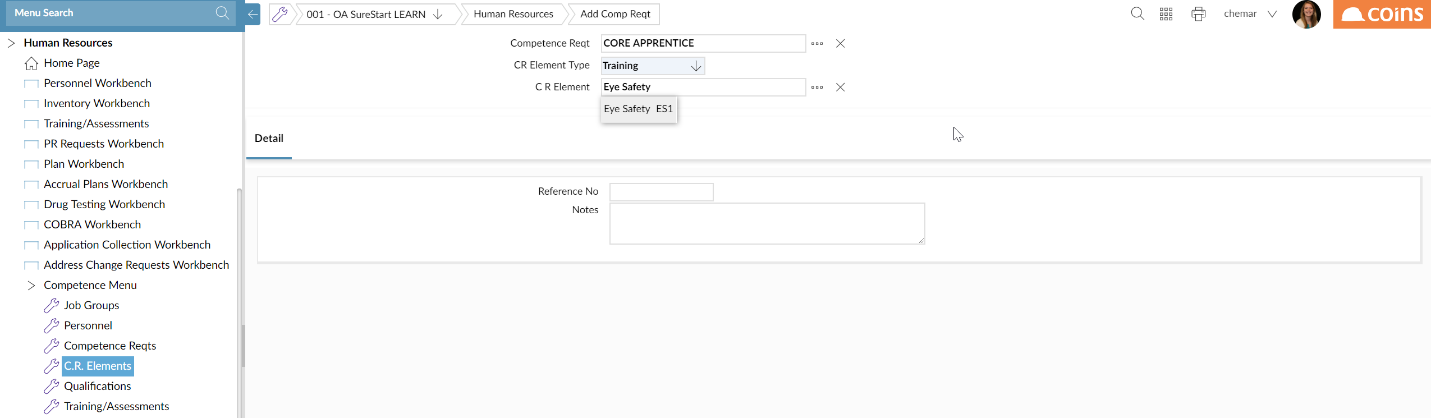 Menu Search
001 - OA SureStart LEARN
Human Resources
Add Comp Reqt
chemar
COINS
Human Resources
Home Page
Personnel Workbench
Inventory Workbench
Training/Assessments
PR Requests Workbench
Plan Workbench
Accrual Plans Workbench
Drug Testing Workbench
COBRA Workbench
Application Collection Workbench
Address Change Requests Workbench
Competence Menu
Job Groups
Personnel
Competence Reqts
C.R. Elements
Qualifications
Training/Assessments
Competence Reqt CORE APPRENTICE
CR Element Type Training
C R Element Eye Safety
Eye Safety ES1
Detail
Reference No
Notes